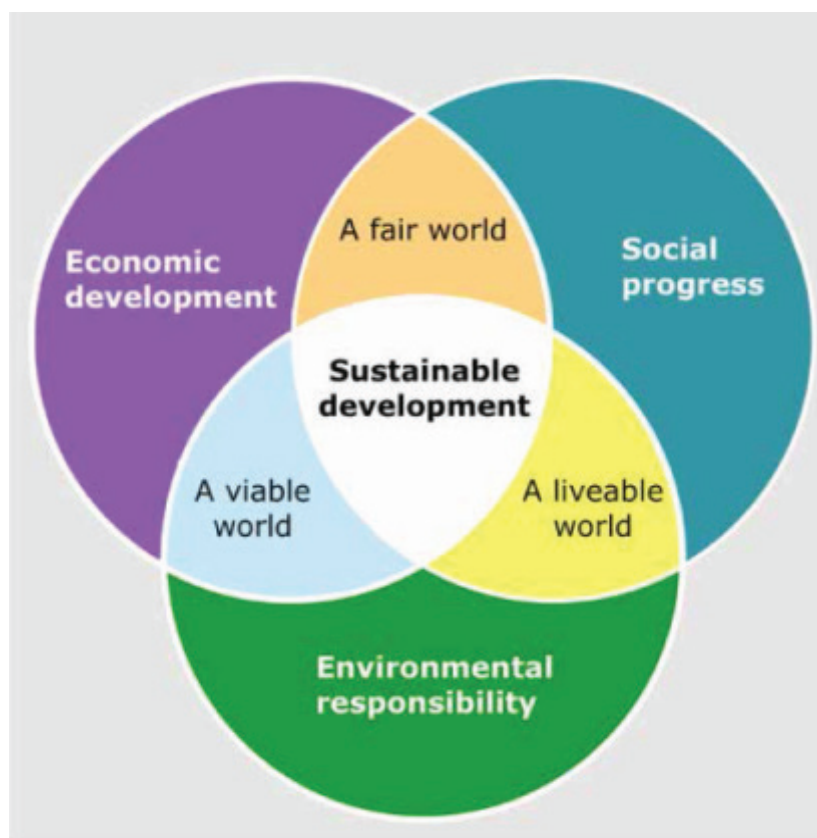 A fair world
Economic
development
Social
progress
Sustainable
development
A viable
world
A liveable
world
Environmental
responsibility